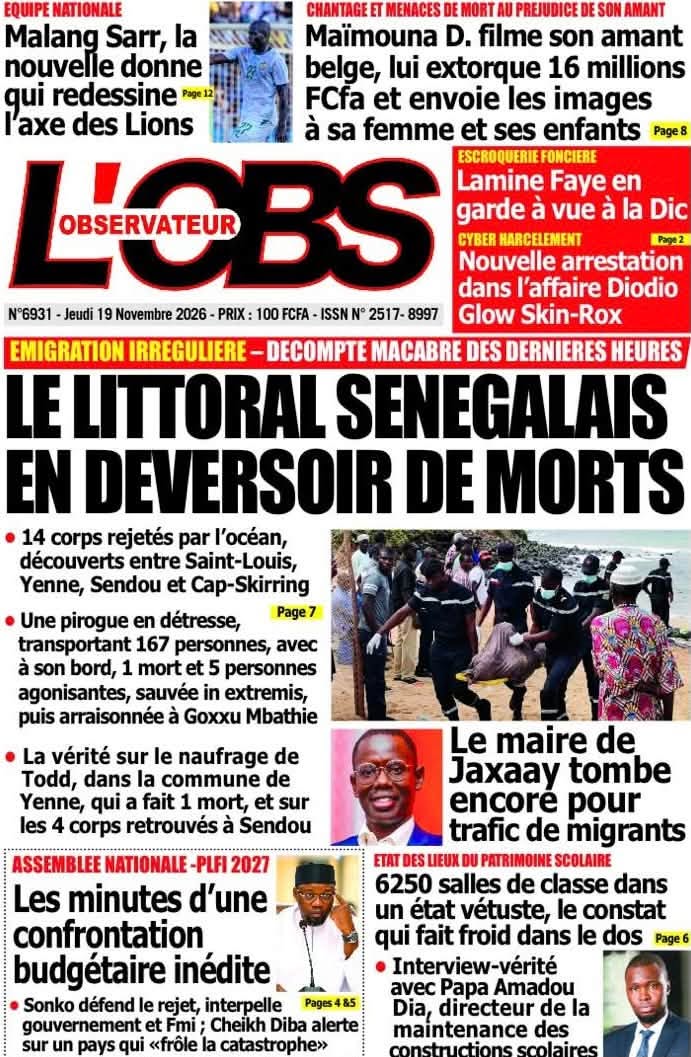 EQUIPE NATIONALE
Malang Sarr, la
nouvelle donne
qui redessine
l'axe des Lions
Page 12
CHANTAGE ET MENACES DE MORT AU PREJUDICE DE SON AMANT
Maïmouna D. filme son amant
belge, lui extorque 16 millions
FCfa et envoie les images
à sa femme et ses enfants
Page 8
L'OBS
OBSERVATEUR
N°6931 - Jeudi 19 Novembre 2026 - PRIX : 100 FCFA - ISSN N° 2517- 8997
ESCROQUERIE FONCIERE
Lamine Faye en
garde à vue à la Dic
CYBER HARCELEMENT
Page 2
Nouvelle arrestation
dans l'affaire Diodio
Glow Skin-Rox
EMIGRATION IRREGULIERE – DECOMPTE MACABRE DES DERNIERES HEURES
LE LITTORAL SENEGALAIS
EN DEVERSOIR DE MORTS
• 14 corps rejetés par l'océan,
découverts entre Saint-Louis,
Yenne, Sendou et Cap-Skirring
Page 7
• Une pirogue en détresse,
transportant 167 personnes, avec
à son bord, 1 mort et 5 personnes
agonisantes, sauvée in extremis,
puis arraisonnée à Goxxu Mbathie
• La vérité sur le naufrage de
Todd, dans la commune de
Yenne, qui a fait 1 mort, et sur
les 4 corps retrouvés à Sendou
Le maire de
Jaxaay tombe
encore pour
trafic de migrants
ASSEMBLEE NATIONALE -PLFI 2027
Les minutes d'une
confrontation
budgétaire inédite
• Sonko défend le rejet, interpelle
Pages 4 &5
gouvernement et Fmi ; Cheikh Diba alerte
sur un pays qui «frôle la catastrophe»
ETAT DES LIEUX DU PATRIMOINE SCOLAIRE
6250 salles de classe dans
un état vétuste, le constat
qui fait froid dans le dos
Page 6
• Interview-vérité
avec Papa Amadou
Dia, directeur de la
maintenance des
constructions scolaires